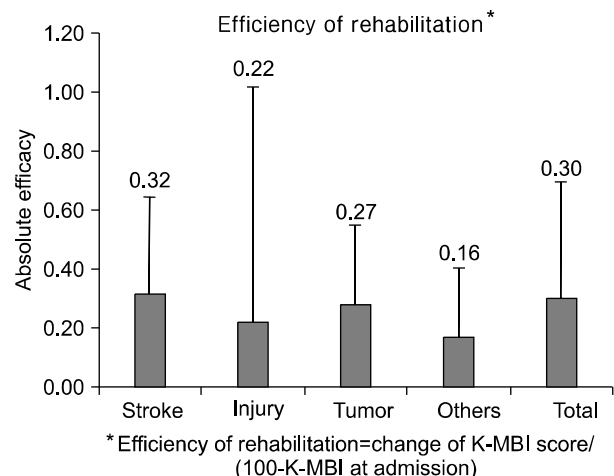 Efficiency of rehabilitation*
1.20
1.00
0.80
0.60
0.40
0.20
0.00
Absolute efficacy
0.32
0.22
0.27
0.16
0.30
Stroke Injury Tumor Others Total
*Efficiency of rehabilitation=change of K-MBI score/
(100-K-MBI at admission)